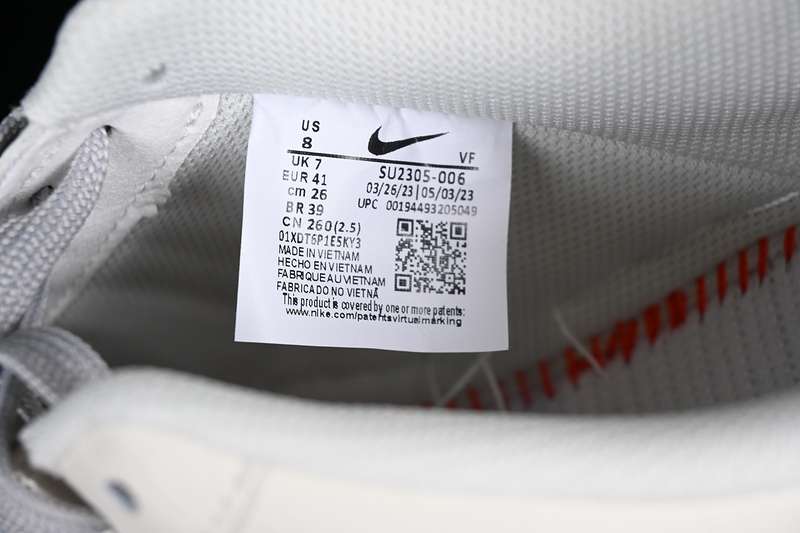 US
8
VF
UK 7
EUR 41
cm 26
BR 39
CN 260(2.5)
SU2305-006
03/26/23 | 05/03/23
UPC 00194493205049
01XDT6P1E5KY3
MADE IN VIETNAM
HECHO EN VIETNAM
FABRIQUE AU VIETNAM
FABRICADO NO VIETNÃ
This product is covered by one or more patents:
www.nike.com/patentsvirtualmarking